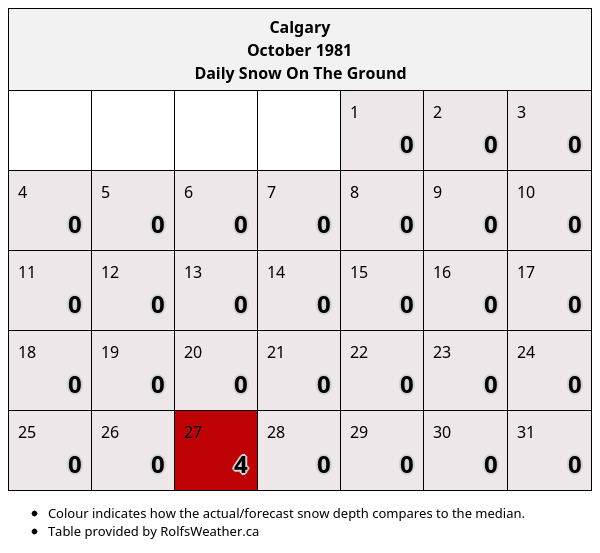 Calgary
October 1981
Daily Snow On The Ground
1 2 3
0 0 0
4 5 6 7 8 9 10
0 0 0 0 0 0 0
11 12 13 14 15 16 17
0 0 0 0 0 0 0
18 19 20 21 22 23 24
0 0 0 0 0 0 0
25 26 27 28 29 30 31
0 0 4 0 0 0 0
• Colour indicates how the actual/forecast snow depth compares to the median.
• Table provided by RolfsWeather.ca